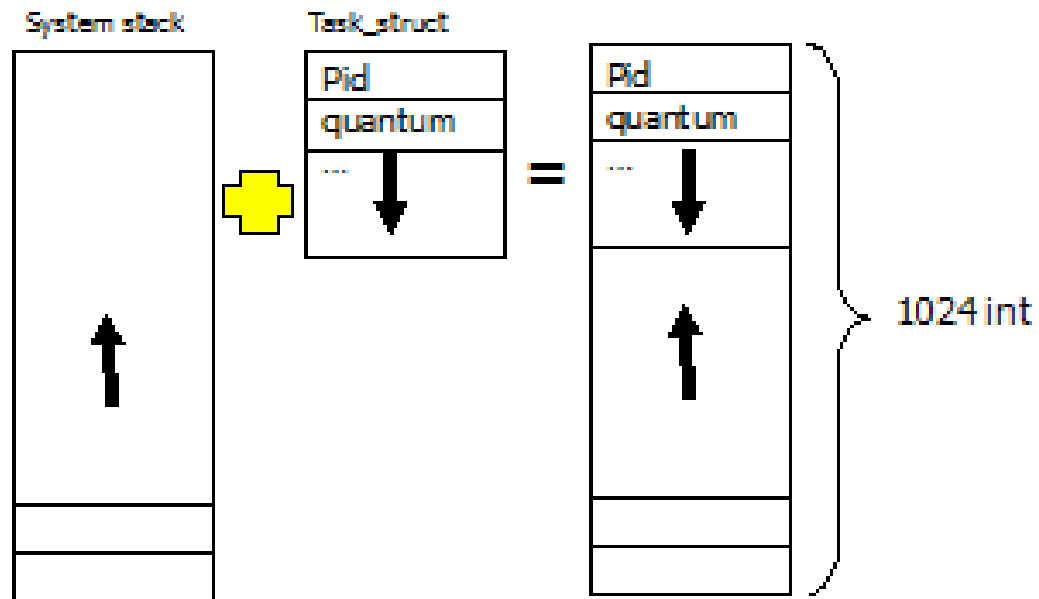 System stack
Task_struct
Pid
quantum
....
=
Pid
quantum
....
1024 int